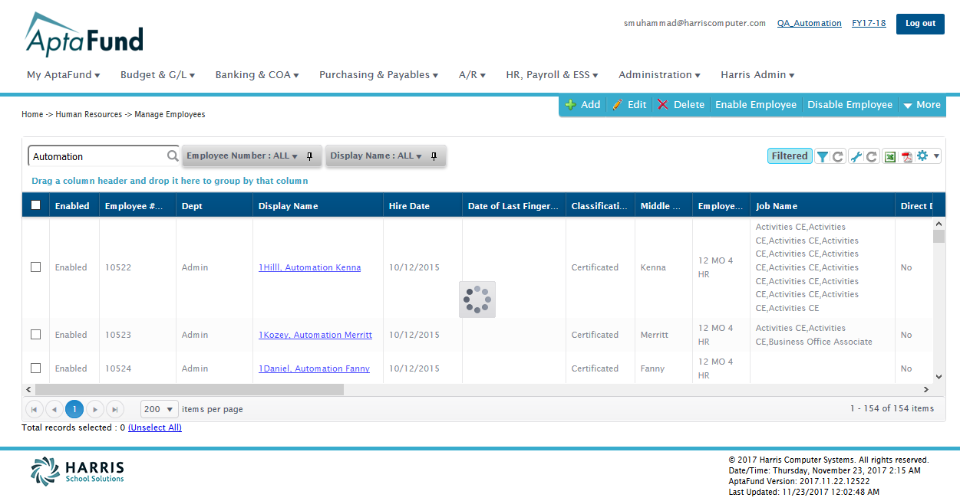 AptaFund
smuhammad@harriscomputer.com QA_Automation FY17-18 Log out
My AptaFund Budget & G/L Banking & COA Purchasing & Payables A/R HR, Payroll & ESS Administration Harris Admin
Add Edit Delete Enable Employee Disable Employee More
Home -> Human Resources -> Manage Employees
Automation Employee Number : ALL Display Name : ALL Filtered
Drag a column header and drop it here to group by that column
Enabled Employee #... Dept Display Name Hire Date Date of Last Finger... Classificati... Middle ... Employe... Job Name Direct D
Activities CE,Activities
CE,Activities CE,Activities
CE,Activities CE,Activities
Enabled 10522 Admin 1Hilll, Automation Kenna 10/12/2015 Certificated Kenna 12 MO 4 HR CE,Activities CE,Activities No
CE,Activities CE,Activities
CE,Activities CE,Activities
CE,Activities CE
Enabled 10523 Admin 1Kozev, Automation Merritt 10/12/2015 Certificated Merritt 12 MO 4 HR Activities CE,Activities No
CE,Business Office Associate
Enabled 10524 Admin 1Daniel, Automation Fanny 10/12/2015 Certificated Fanny 12 MO 4 HR No
1 200 items per page 1 - 154 of 154 items
Total records selected : 0 (Unselect All)
HARRIS
School Solutions
© 2017 Harris Computer Systems. All rights reserved.
Date/Time: Thursday, November 23, 2017 2:15 AM
AptaFund Version: 2017.11.22.12522
Last Updated: 11/23/2017 12:02:48 AM